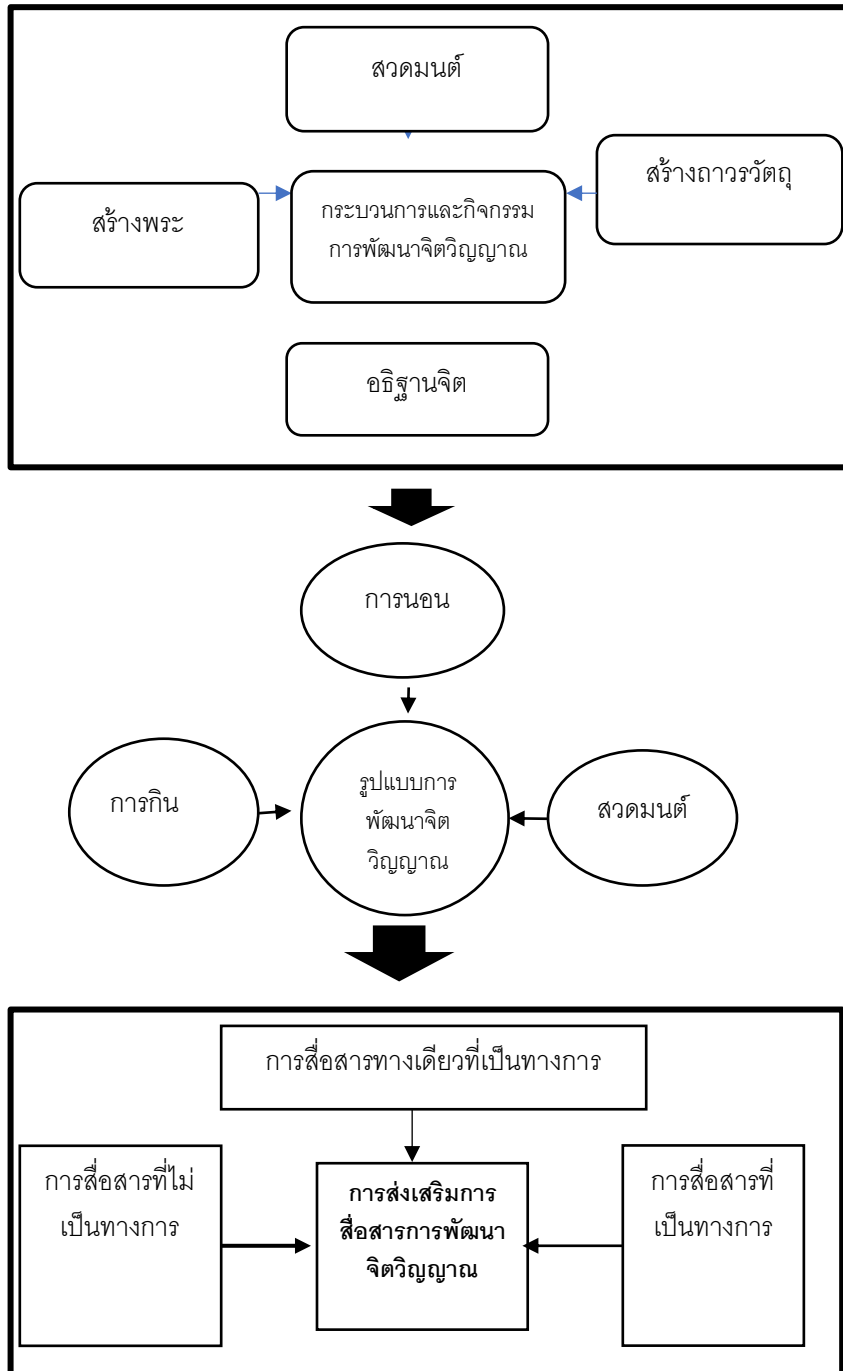 สวดมนต์
สร้างพระ
กระบวนการและกิจกรรม
การพัฒนาจิตวิญญาณ
สร้างถาวรวัตถุ
อธิฐานจิต
การนอน
การกิน
รูปแบบการ
พัฒนาจิต
วิญญาณ
สวดมนต์
การสื่อสารทางเดียวที่เป็นทางการ
การสื่อสารที่ไม่
เป็นทางการ
การส่งเสริมการ
สื่อสารการพัฒนา
จิตวิญญาณ
การสื่อสารที่
เป็นทางการ